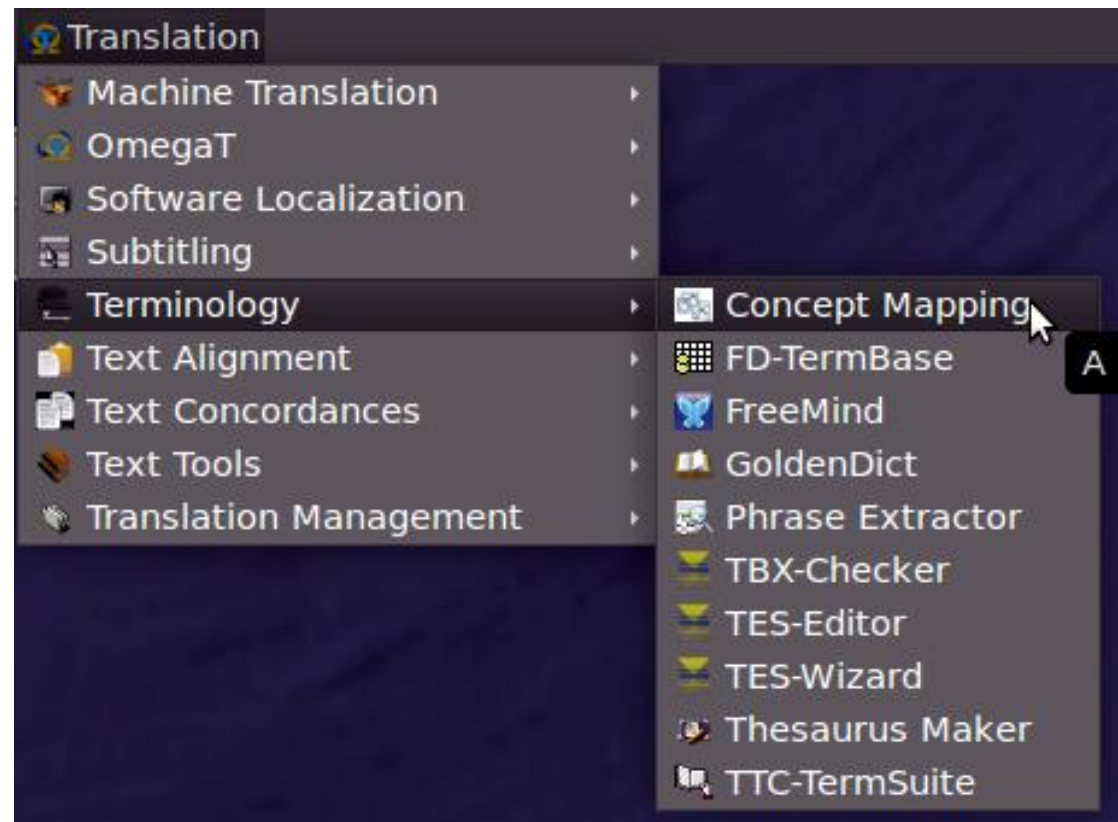 Translation
Machine Translation
OmegaT
Software Localization
Subtitling
Terminology
Text Alignment
Text Concordances
Text Tools
Translation Management
Concept Mapping
A
FD-TermBase
FreeMind
GoldenDict
Phrase Extractor
TBX-Checker
TES-Editor
TES-Wizard
Thesaurus Maker
TTC-TermSuite